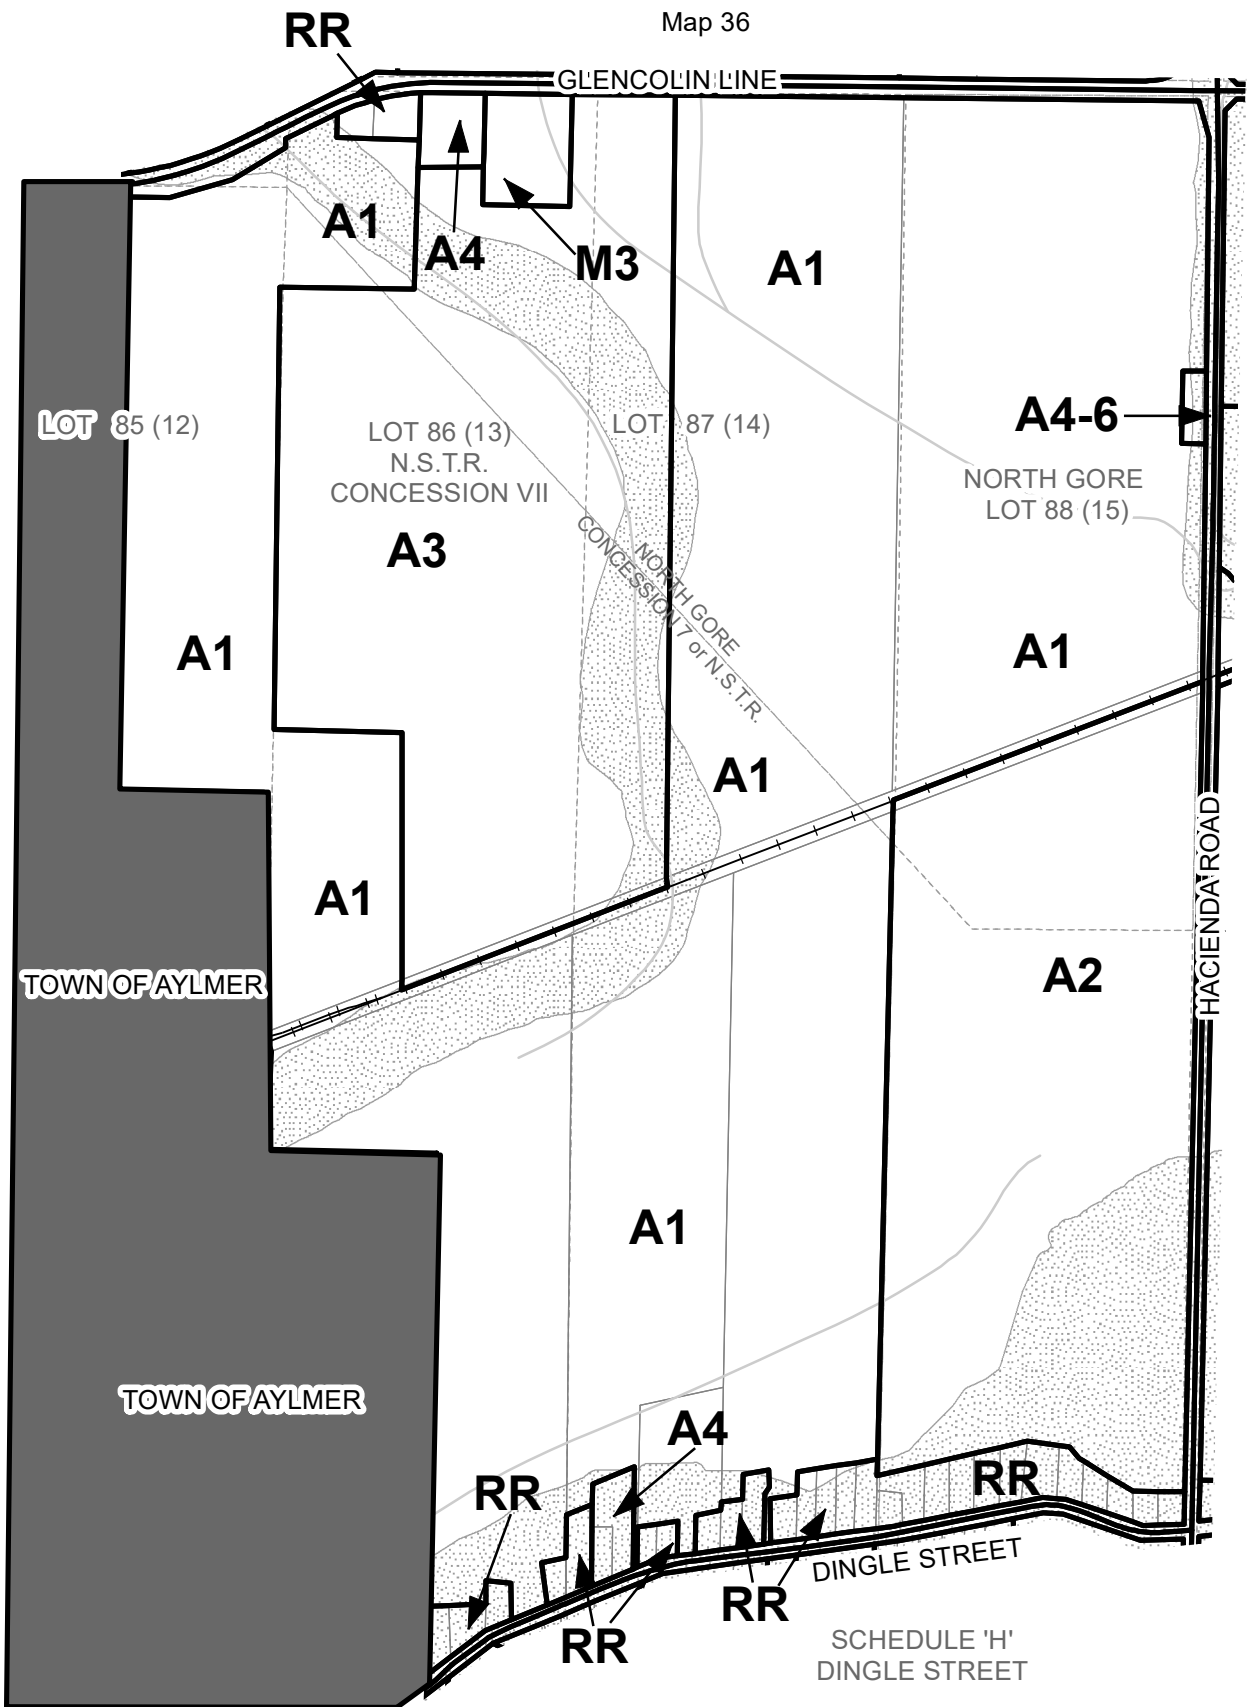 Map 36
RR
GLENCOLIN LINE
A1
A4
M3
A1
A4-6
LOT 85 (12)
LOT 86 (13)
N.S.T.R.
CONCESSION VII
LOT 87 (14)
NORTH GORE
LOT 88 (15)
A3
NORTH GORE
CONCESSION 7 or N.S.T.R.
A1
A1
A1
A1
HACIENDA ROAD
TOWN OF AYLMER
A2
A1
TOWN OF AYLMER
A4
RR
RR
DINGLE STREET
RR
RR
SCHEDULE 'H'
DINGLE STREET